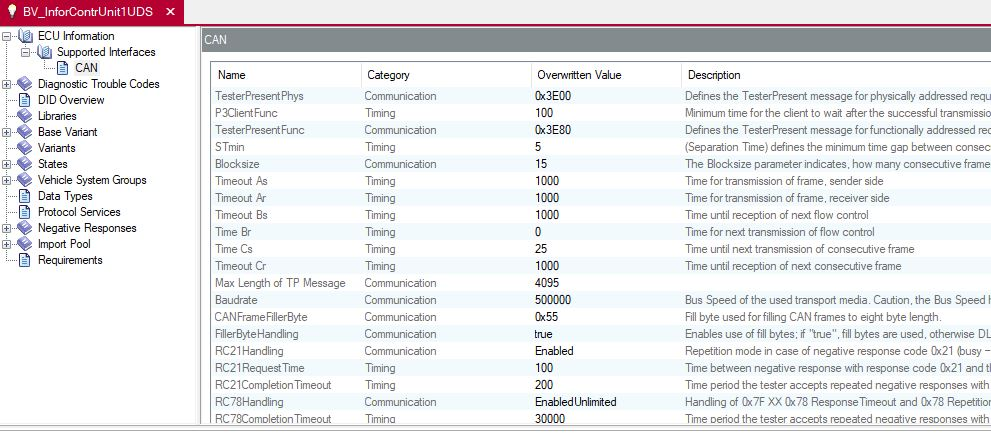 BV_InforContrUnit1UDS
ECU Information
Supported Interfaces
CAN
Diagnostic Trouble Codes
DID Overview
Libraries
Base Variant
Variants
States
Vehicle System Groups
Data Types
Protocol Services
Negative Responses
Import Pool
Requirements
CAN
Name Category Overwritten Value Description
TesterPresentPhys Communication 0x3E00 Defines the TesterPresent message for physically addressed requ
P3ClientFunc Timing 100 Minimum time for the client to wait after the successful transmissio
TesterPresentFunc Communication 0x3E80 Defines the TesterPresent message for functionally addressed req
STmin Timing 5 (Separation Time) defines the minimum time gap between consec
Blocksize Communication 15 The Blocksize parameter indicates, how many consecutive frame
Timeout As Timing 1000 Time for transmission of frame, sender side
Timeout Ar Timing 1000 Time for transmission of frame, receiver side
Timeout Bs Timing 1000 Time until reception of next flow control
Time Br Timing 0 Time for next transmission of flow control
Time Cs Timing 25 Time until next transmission of consecutive frame
Timeout Cr Timing 1000 Time until reception of next consecutive frame
Max Length of TP Message Communication 4095
Baudrate Communication 500000 Bus Speed of the used transport media. Caution, the Bus Speed h
CANFrameFillerByte Communication 0x55 Fill byte used for filling CAN frames to eight byte length.
FillerByteHandling Communication true Enables use of fill bytes; if "true", fill bytes are used, otherwise DL
RC21Handling Communication Enabled Repetition mode in case of negative response code 0x21 (busy -
RC21RequestTime Timing 100 Time between negative response with response code 0x21 and th
RC21CompletionTimeout Timing 200 Time period the tester accepts repeated negative responses with
RC78Handling Communication EnabledUnlimited Handling of 0x7F XX 0x78 ResponseTimeout and 0x78 Repetition
RC78CompletionTimeout Timing 30000 Time period the tester accepts repeated negative responses with